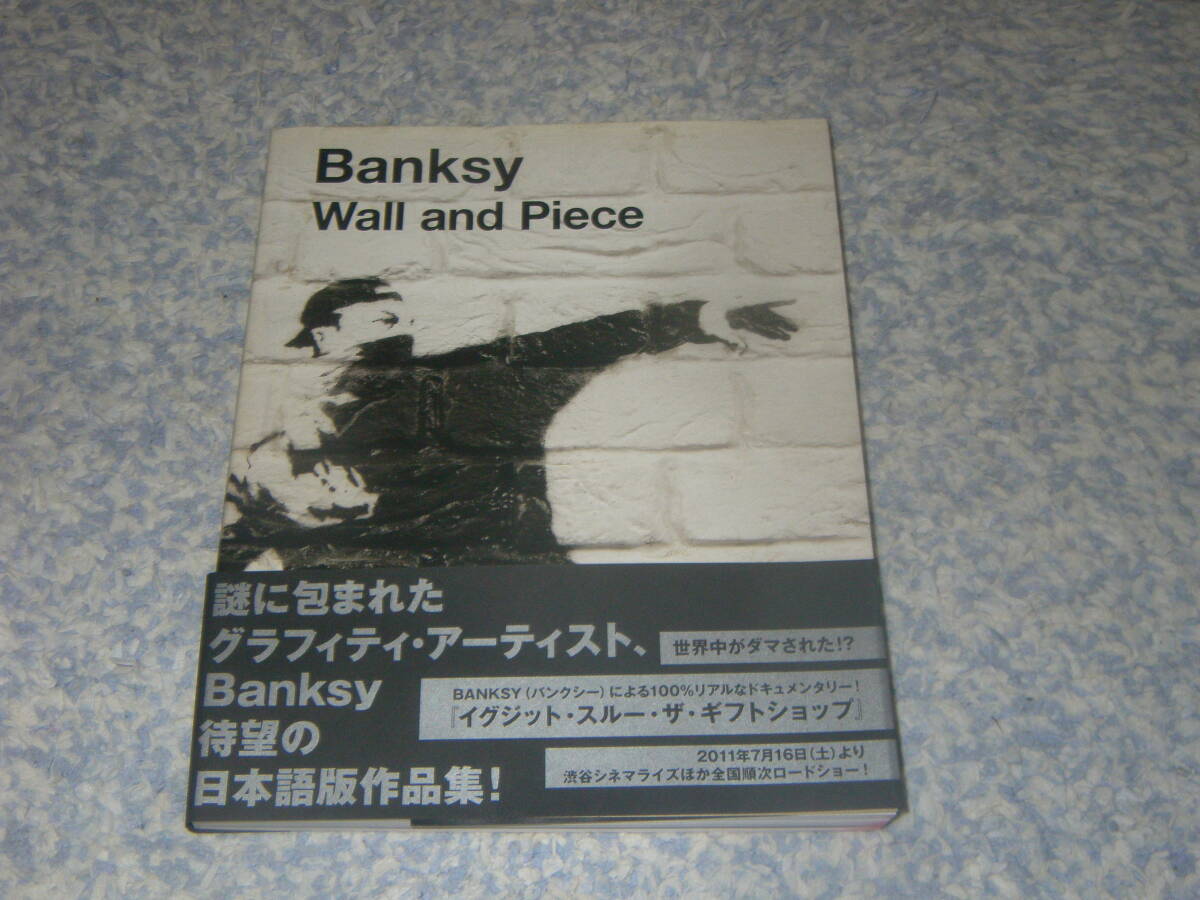 Banksy
Wall and Piece
謎に包まれた
グラフィティ・アーティスト、
Banksy
待望の
日本語版作品集!
世界中がダマされた!?
BANKSY(バンクシー)による100%リアルなドキュメンタリー!
『イグジット・スルー・ザ・ギフトショップ』
2011年7月16日(土)より
渋谷シネマライズほか全国順次ロードショー!